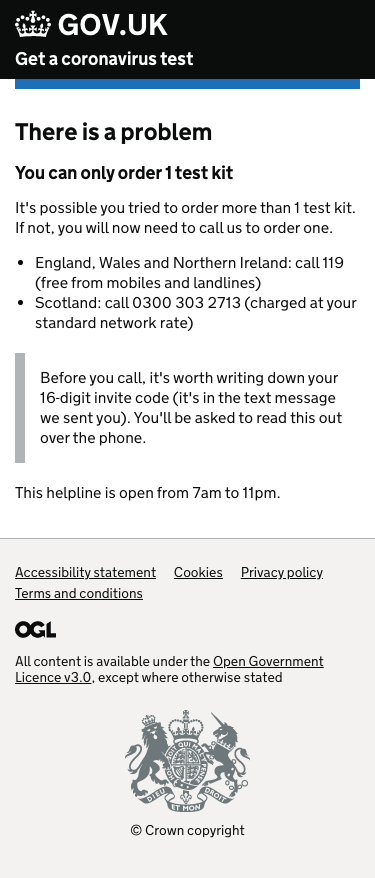 GOV.UK
Get a coronavirus test
There is a problem
You can only order 1 test kit
It's possible you tried to order more than 1 test kit.
If not, you will now need to call us to order one.
• England, Wales and Northern Ireland: call 119
(free from mobiles and landlines)
• Scotland: call 0300 303 2713 (charged at your
standard network rate)
Before you call, it's worth writing down your
16-digit invite code (it's in the text message
we sent you). You'll be asked to read this out
over the phone.
This helpline is open from 7am to 11pm.
Accessibility statement Cookies Privacy policy
Terms and conditions
OGL
All content is available under the Open Government
Licence v3.0, except where otherwise stated
DIEU ET MON DROIT
© Crown copyright